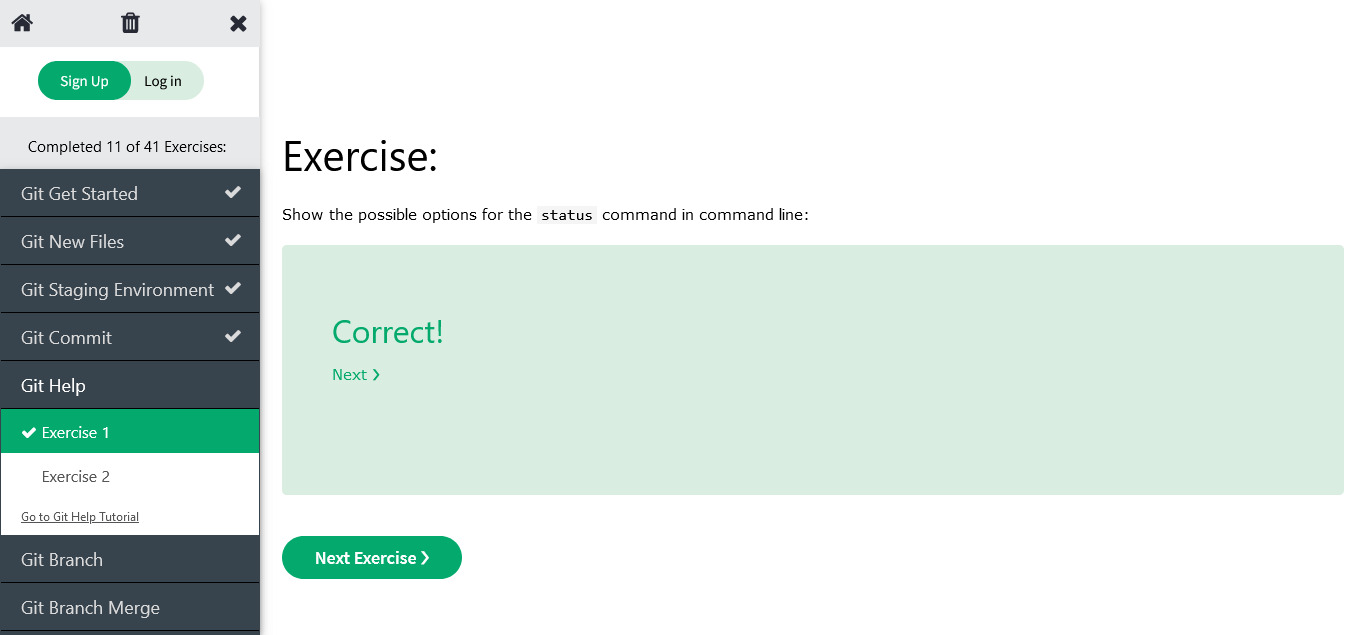 Sign Up
Log in
Completed 11 of 41 Exercises:
Git Get Started
Git New Files
Git Staging Environment
Git Commit
Git Help
Exercise 1
Exercise 2
Go to Git Help Tutorial
Git Branch
Git Branch Merge
Exercise:
Show the possible options for the status command in command line:
Correct!
Next ❯
Next Exercise ❯